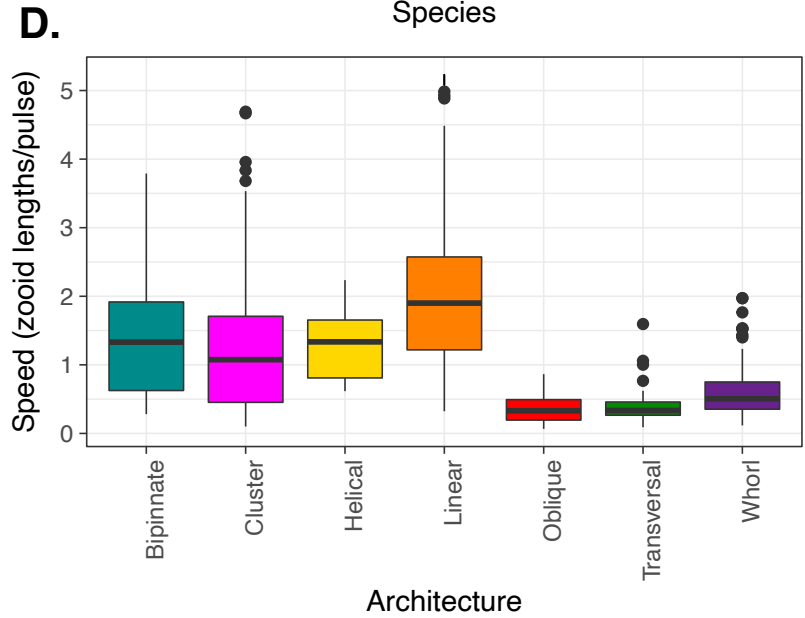 Species
D.
Speed (zooid lengths/pulse)
5
4
3
2
1
0
Bipinnate
Cluster
Helical
Linear
Oblique
Transversal
Whorl
Architecture